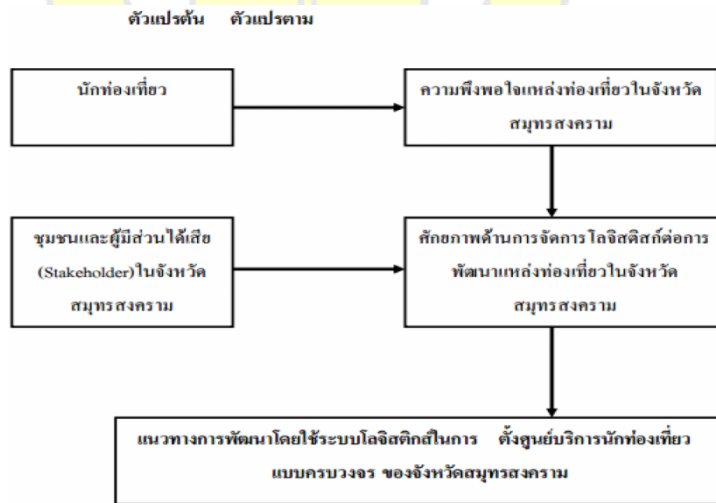 ตัวแปรต้น ตัวแปรตาม
นักท่องเที่ยว
ความพึงพอใจแหล่งท่องเที่ยวในจังหวัด
สมุทรสงคราม
ชุมชนและผู้มีส่วนได้เสีย
(Stakeholder)ในจังหวัด
สมุทรสงคราม
ศักยภาพด้านการจัดการโลจิสติสก์ต่อการ
พัฒนาแหล่งท่องเที่ยวในจังหวัด
สมุทรสงคราม
แนวทางการพัฒนาโดยใช้ระบบโลจิสติกส์ในการ ตั้งศูนย์บริการนักท่องเที่ยว
แบบครบวงจร ของจังหวัดสมุทรสงคราม